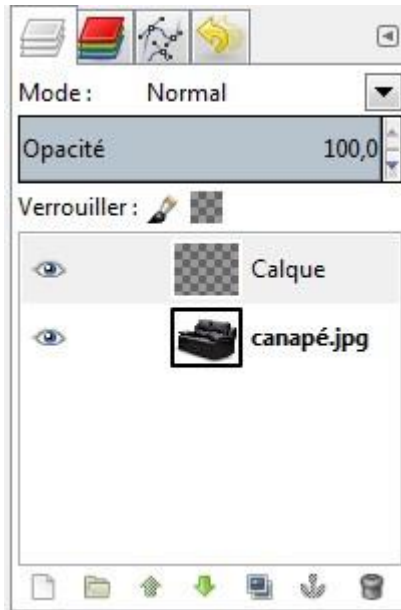 Mode : Normal
Opacité 100,0
Verrouiller :
Calque
canapé.jpg